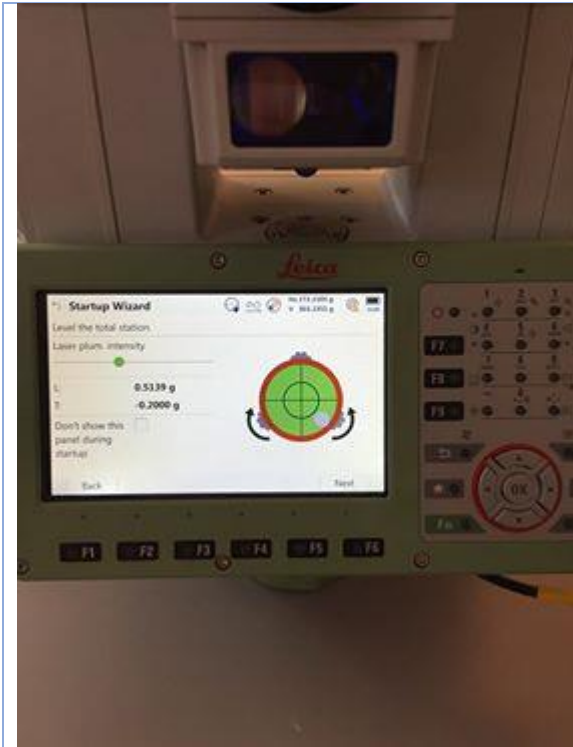 Leica
Startup Wizard
Level the total station
Laser plum. intensity
L 0.5139 g
T -0.2000 g
Don't show this
panel during
startup
Back Next
F7
F8
F9
OK
Fn
F1 F2 F3 F4 F5 F6